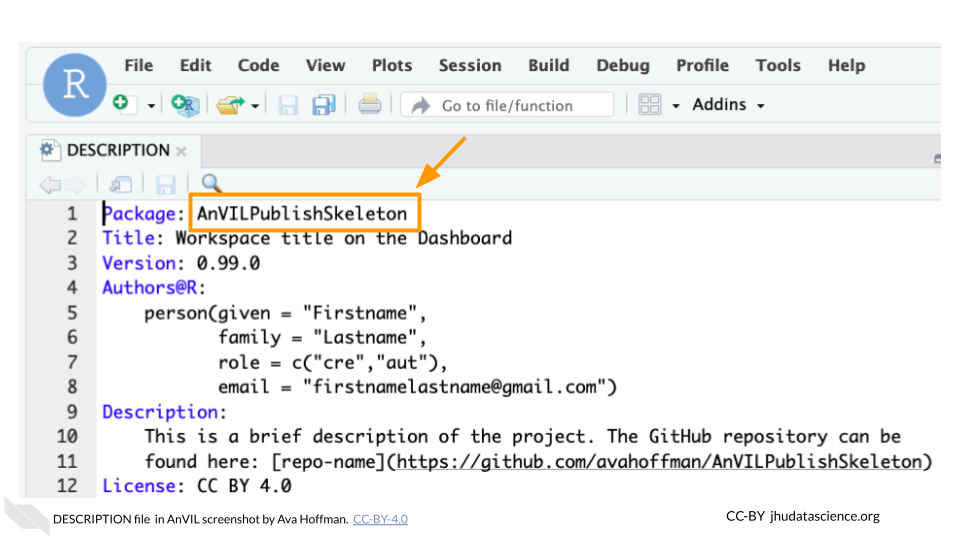 R
File Edit Code View Plots Session Build Debug Profile Tools Help
Go to file/function Addins
DESCRIPTION
1 Package: AnVILPublishSkeleton
2 Title: Workspace title on the Dashboard
3 Version: 0.99.0
4 Authors@R:
5 person(given = "Firstname",
6 family = "Lastname",
7 role = c("cre","aut"),
8 email = "firstnamelastname@gmail.com")
9 Description:
10 This is a brief description of the project. The GitHub repository can be
11 found here: [repo-name](https://github.com/avahoffman/AnVILPublishSkeleton)
12 License: CC BY 4.0
DESCRIPTION file in AnVIL screenshot by Ava Hoffman. CC-BY-4.0
CC-BY jhudatascience.org